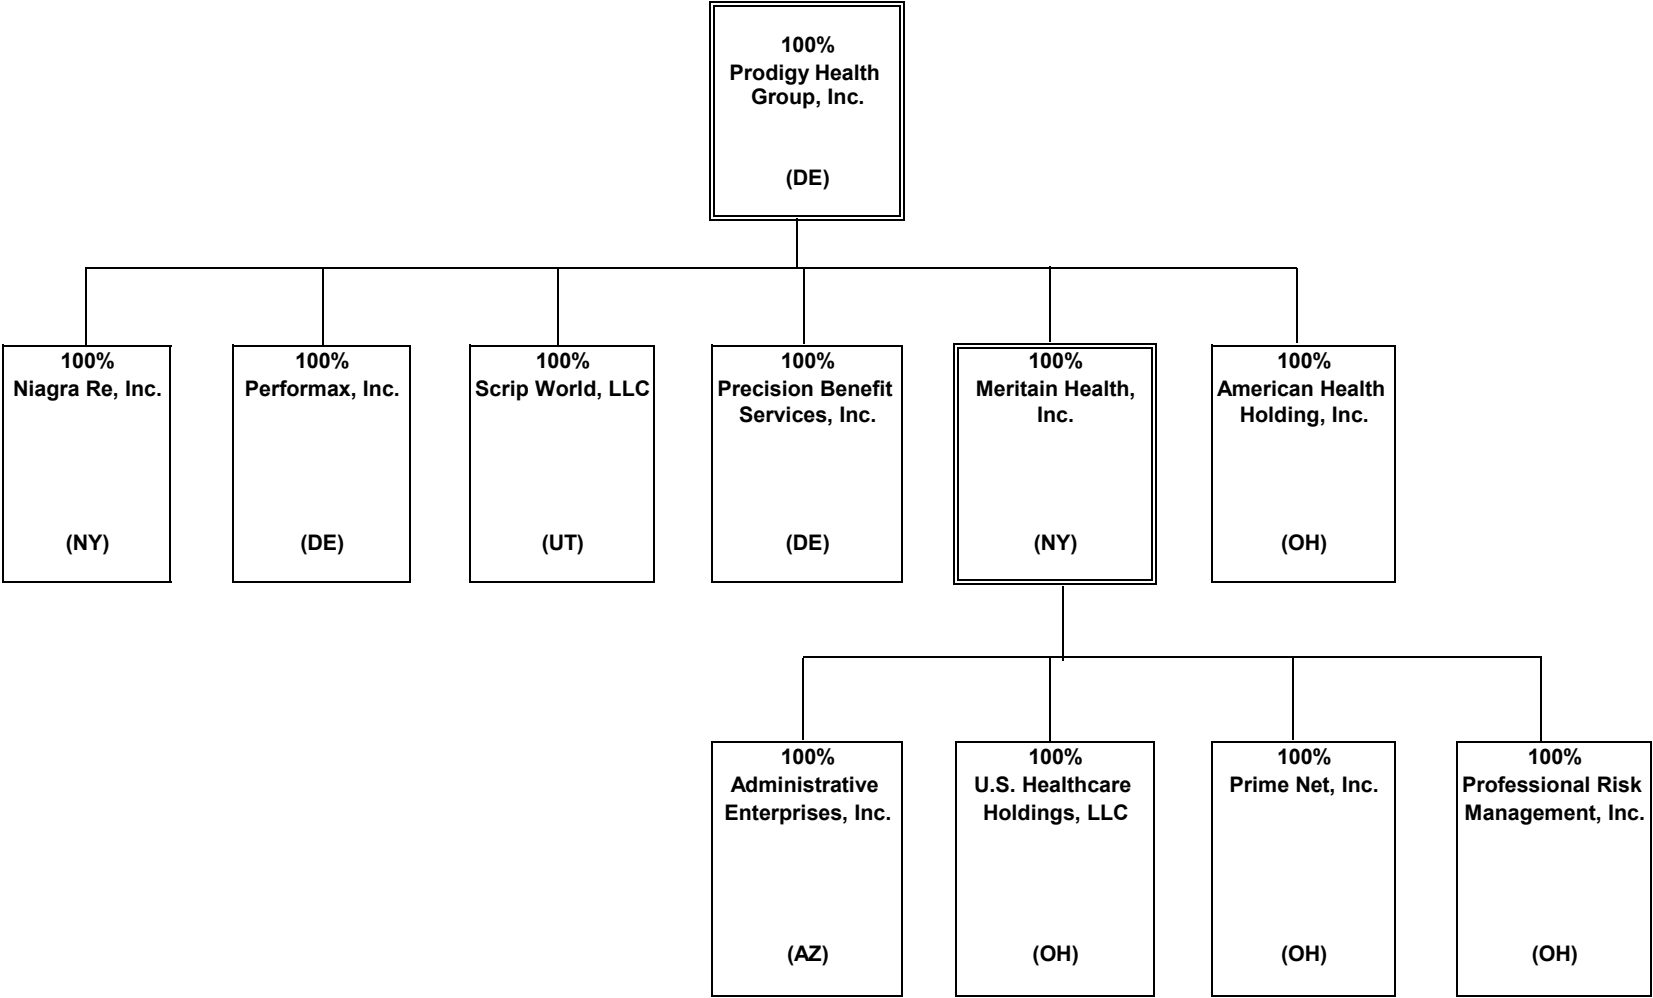 100%
Prodigy Health
Group, Inc.
(DE)
100%
Niagra Re, Inc.
(NY)
100%
Performax, Inc.
(DE)
100%
Scrip World, LLC
(UT)
100%
Precision Benefit
Services, Inc.
(DE)
100%
Meritain Health,
Inc.
(NY)
100%
American Health
Holding, Inc.
(OH)
100%
Administrative
Enterprises, Inc.
(AZ)
100%
U.S. Healthcare
Holdings, LLC
(OH)
100%
Prime Net, Inc.
(OH)
100%
Professional Risk
Management, Inc.
(OH)